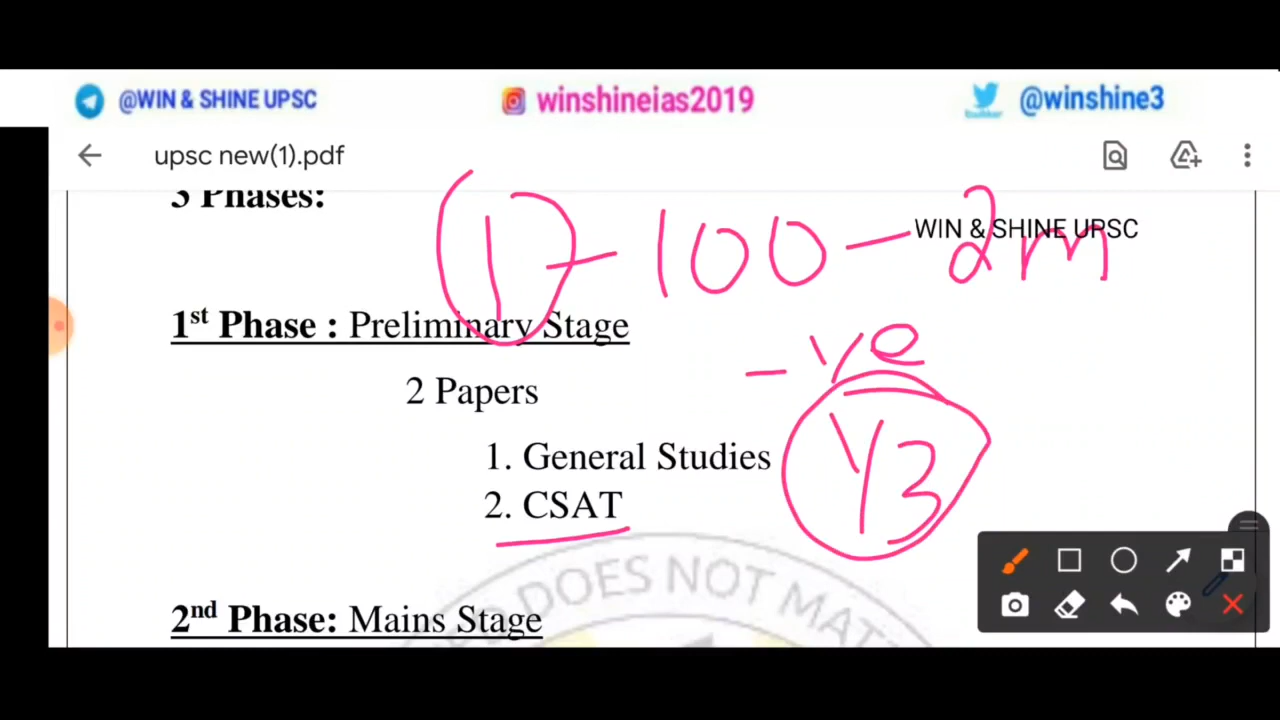 @WIN & SHINE UPSC winshineias2019 @winshine3
upsc new(1).pdf
3 Phases:
WIN & SHINE UPSC
1 - 100 - 2m
1st Phase : Preliminary Stage
-ve
2 Papers
1/3
1. General Studies
2. CSAT
DOES NOT MAT
2nd Phase: Mains Stage